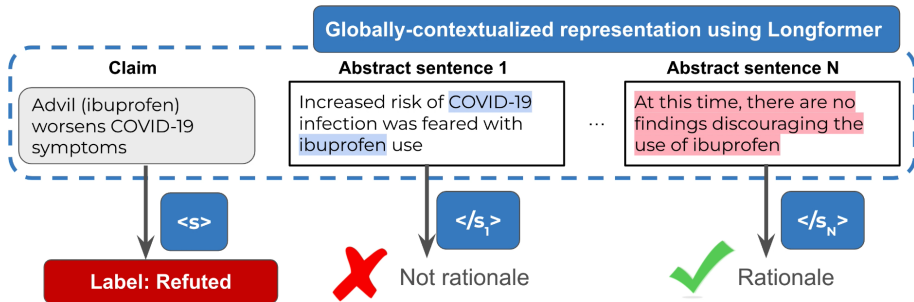 Globally-contextualized representation using Longformer
Claim
Advil (ibuprofen)
worsens COVID-19
symptoms
Abstract sentence 1
Increased risk of COVID-19
infection was feared with
ibuprofen use
...
Abstract sentence N
At this time, there are no
findings discouraging the
use of ibuprofen
<s>
</s₁>
</s_N>
Label: Refuted
Not rationale
Rationale